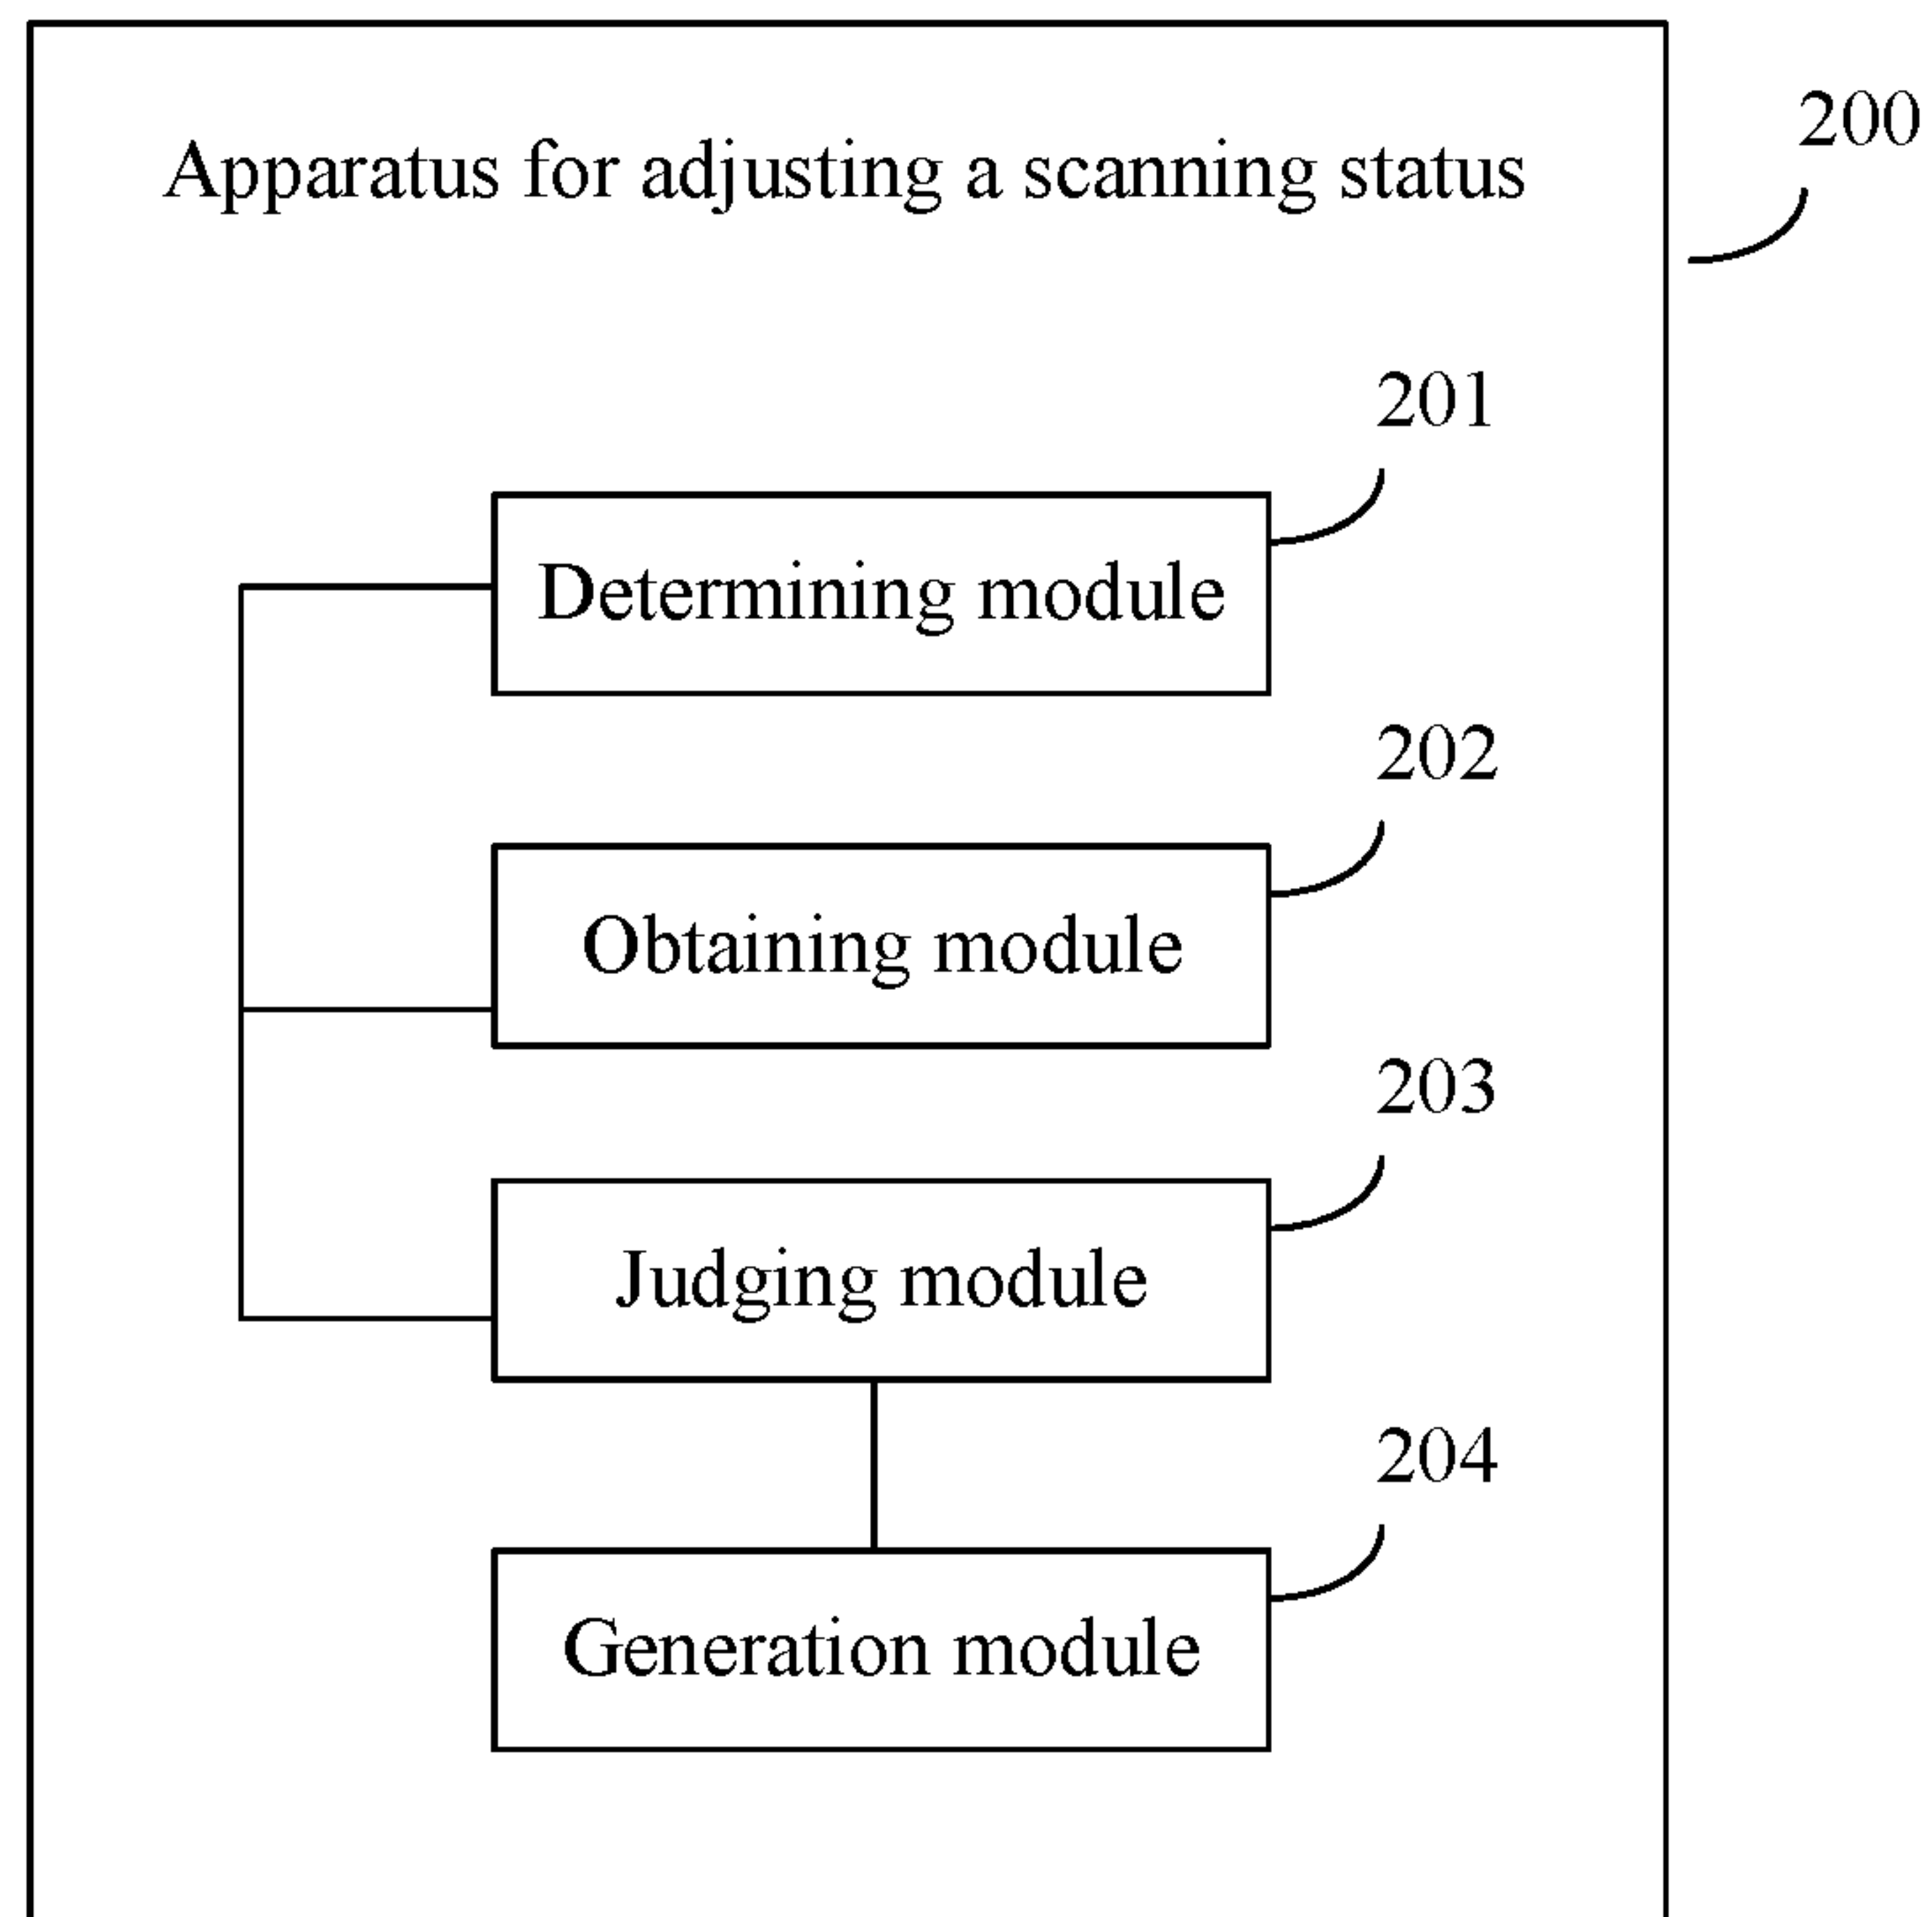 200
Apparatus for adjusting a scanning status
201
Determining module
202
Obtaining module
203
Judging module
204
Generation module